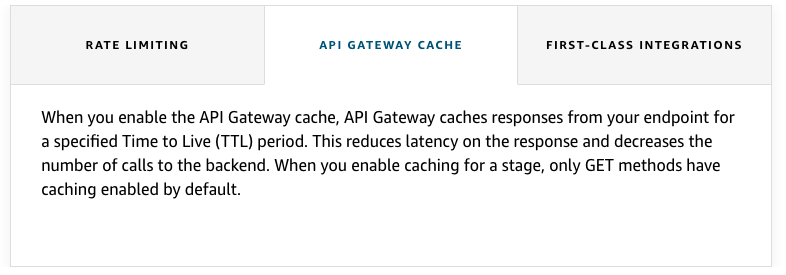 RATE LIMITING
API GATEWAY CACHE
FIRST-CLASS INTEGRATIONS
When you enable the API Gateway cache, API Gateway caches responses from your endpoint for
a specified Time to Live (TTL) period. This reduces latency on the response and decreases the
number of calls to the backend. When you enable caching for a stage, only GET methods have
caching enabled by default.